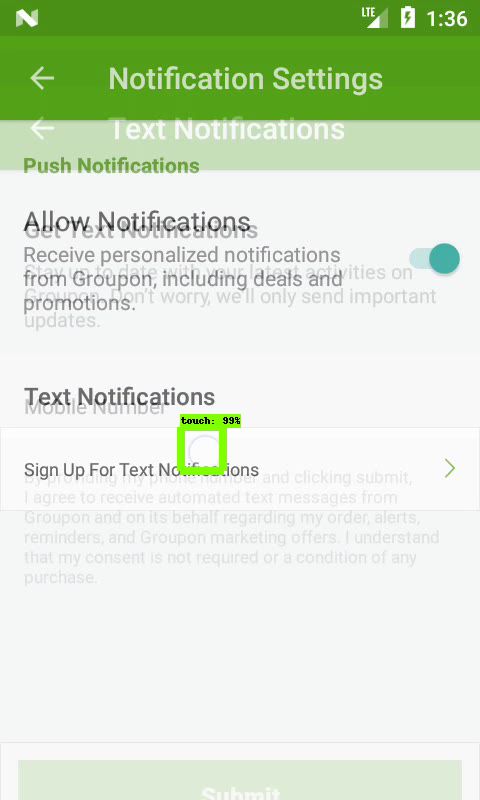 LTE 1:36
Notification Settings
Text Notifications
Push Notifications
Allow Notifications
Get Text Notifications
Receive personalized notifications
from Groupon, including deals and
promotions.
Stay up to date with your latest activities on
Groupon. Don't worry, we'll only send important
updates.
Text Notifications
Mobile Number
touch: 99%
Sign Up For Text Notifications
By providing my phone number and clicking submit,
I agree to receive automated text messages from
Groupon and on its behalf regarding my order, alerts,
reminders, and Groupon marketing offers. I understand
that my consent is not required or a condition of any
purchase.
Submit